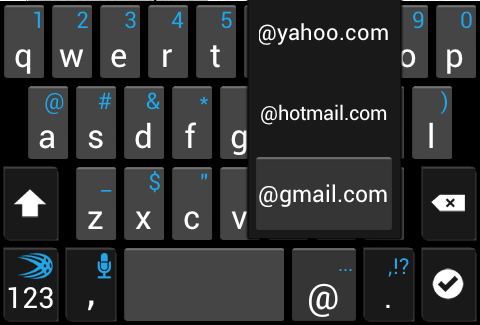 1 2 3 4 5 9 0
q w e r t o p
@yahoo.com
@ # & * )
a s d f g l
@hotmail.com
_ $ "
z x c v
@gmail.com
... ,!?
123 , @ .